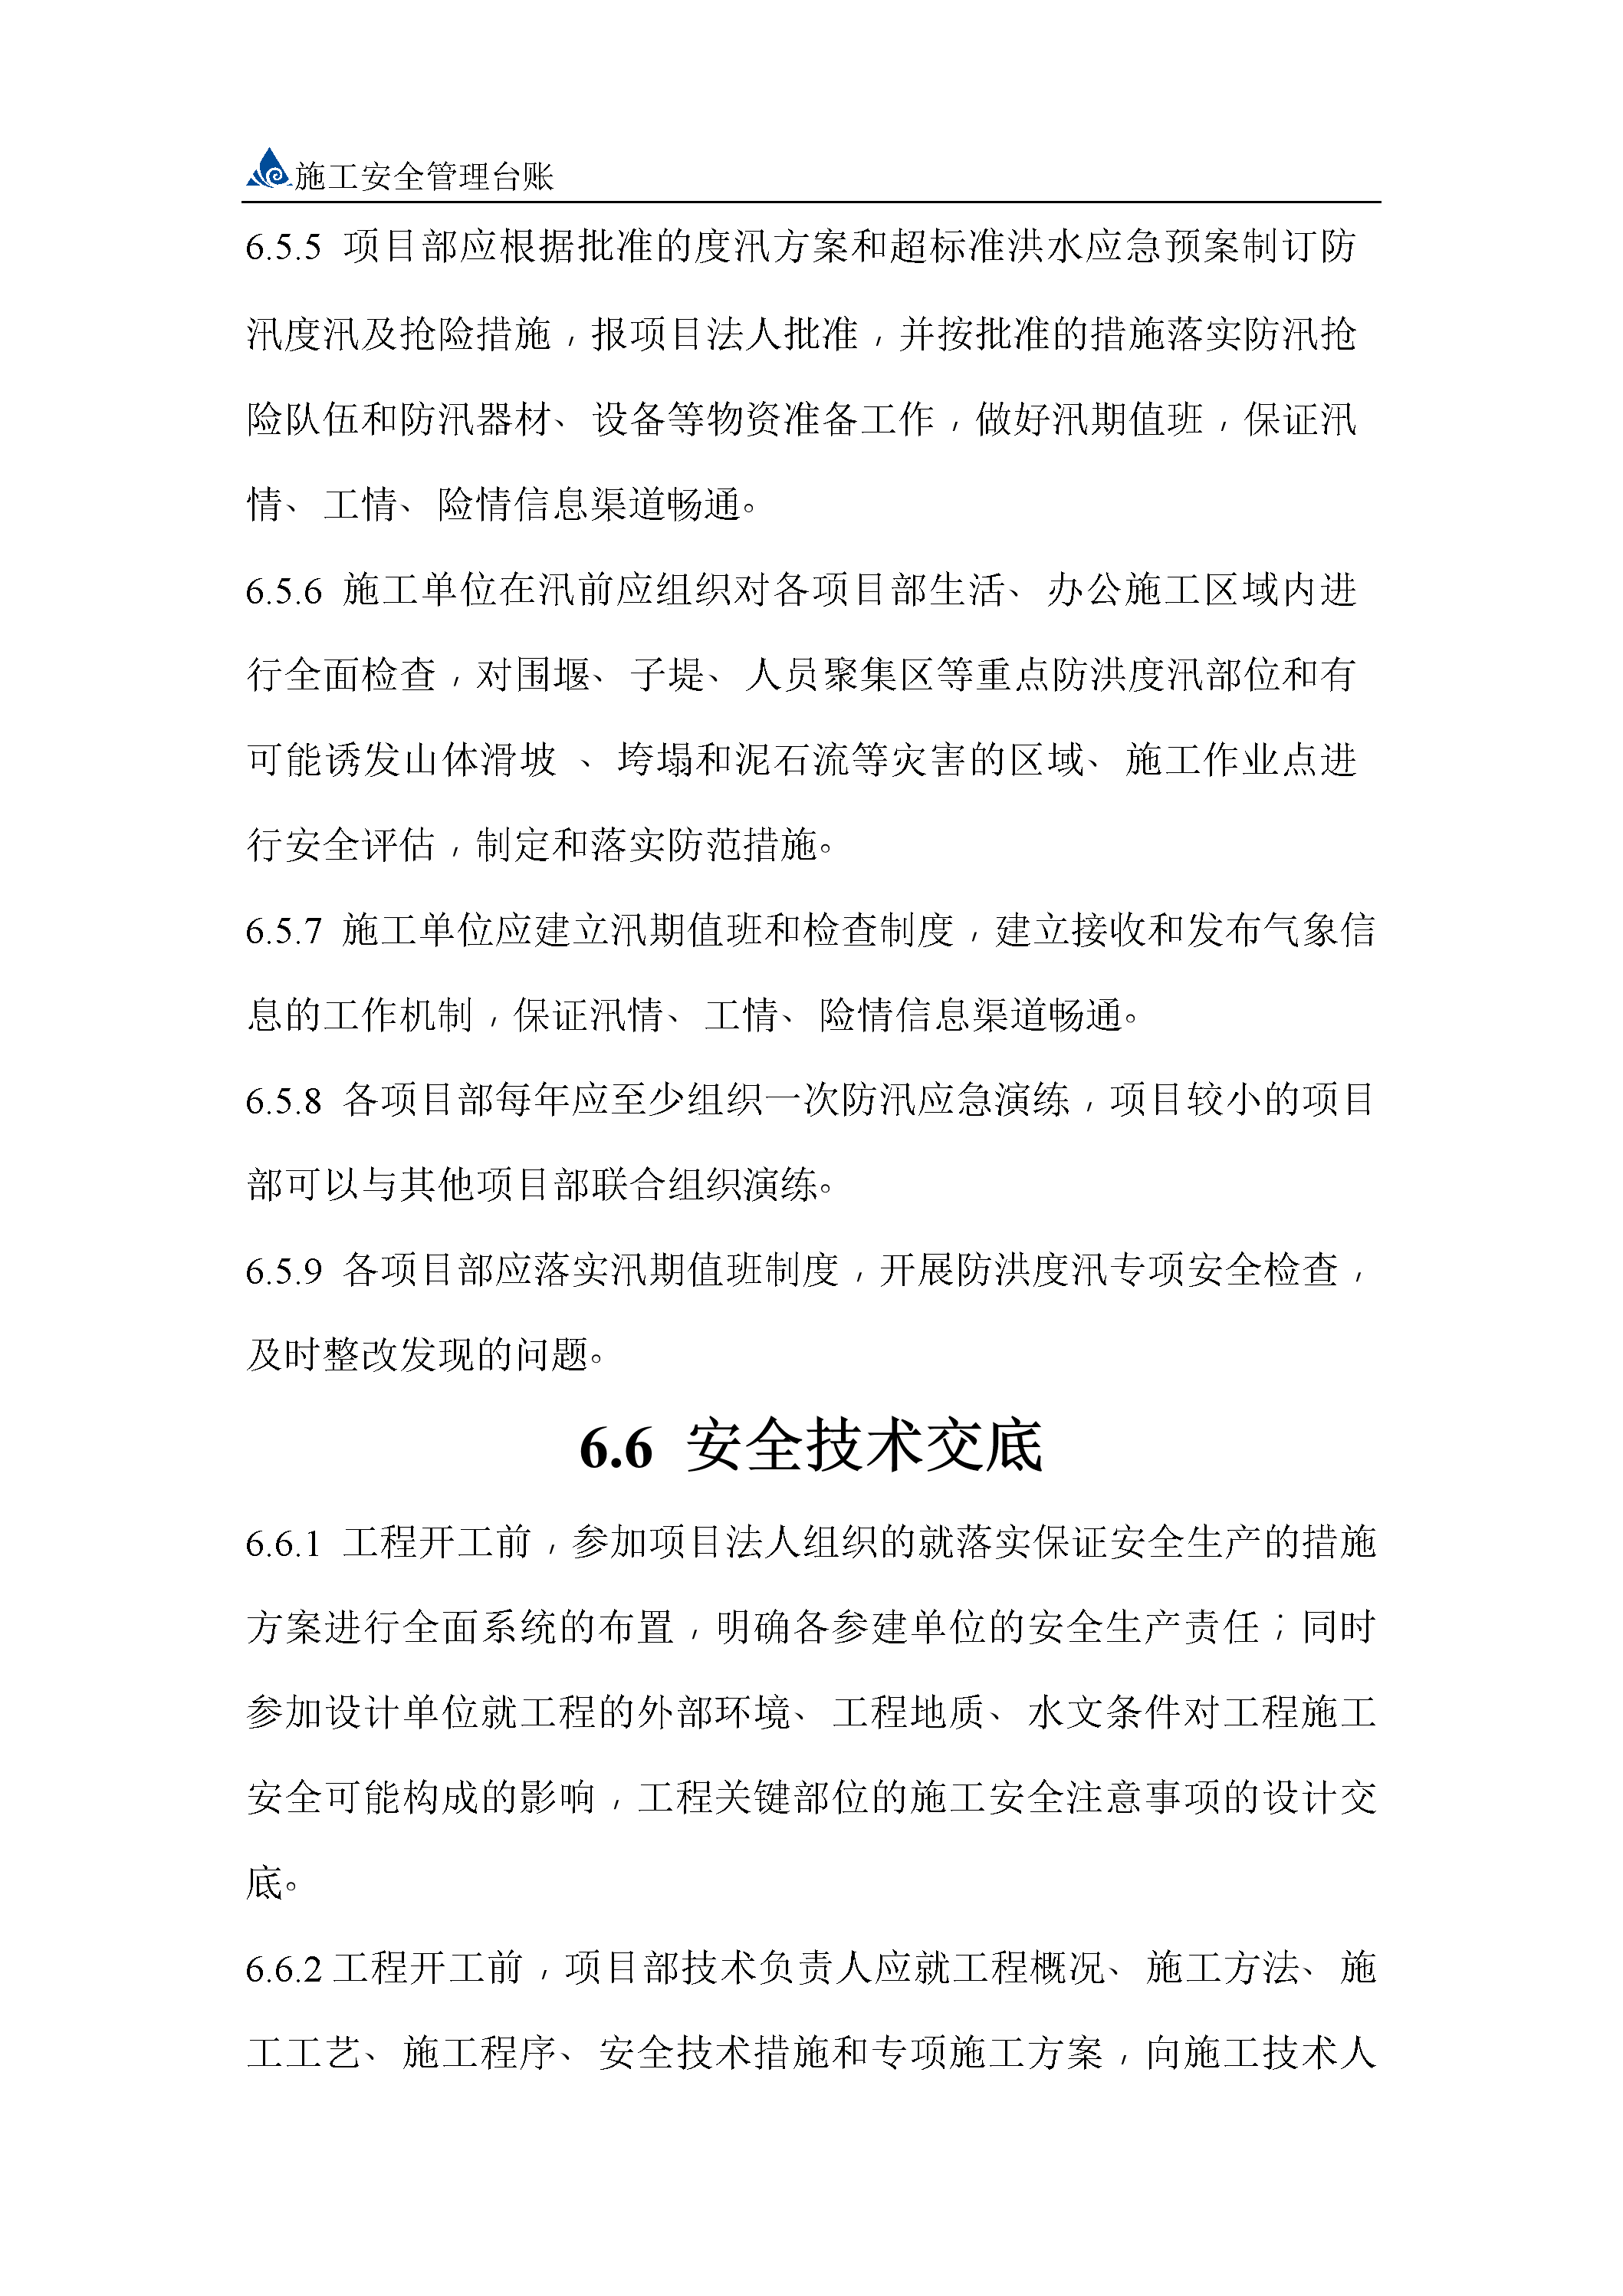 施工安全管理台账
6.5.5 项目部应根据批准的度汛方案和超标准洪水应急预案制订防
汛度汛及抢险措施，报项目法人批准，并按批准的措施落实防汛抢
险队伍和防汛器材、设备等物资准备工作，做好汛期值班，保证汛
情、工情、险情信息渠道畅通。
6.5.6 施工单位在汛前应组织对各项目部生活、办公施工区域内进
行全面检查，对围堰、子堤、人员聚集区等重点防洪度汛部位和有
可能诱发山体滑坡 、垮塌和泥石流等灾害的区域、施工作业点进
行安全评估，制定和落实防范措施。
6.5.7 施工单位应建立汛期值班和检查制度，建立接收和发布气象信
息的工作机制，保证汛情、工情、险情信息渠道畅通。
6.5.8 各项目部每年应至少组织一次防汛应急演练，项目较小的项目
部可以与其他项目部联合组织演练。
6.5.9 各项目部应落实汛期值班制度，开展防洪度汛专项安全检查，
及时整改发现的问题。
6.6 安全技术交底
6.6.1 工程开工前，参加项目法人组织的就落实保证安全生产的措施
方案进行全面系统的布置，明确各参建单位的安全生产责任；同时
参加设计单位就工程的外部环境、工程地质、水文条件对工程施工
安全可能构成的影响，工程关键部位的施工安全注意事项的设计交
底。
6.6.2 工程开工前，项目部技术负责人应就工程概况、施工方法、施
工工艺、施工程序、安全技术措施和专项施工方案，向施工技术人